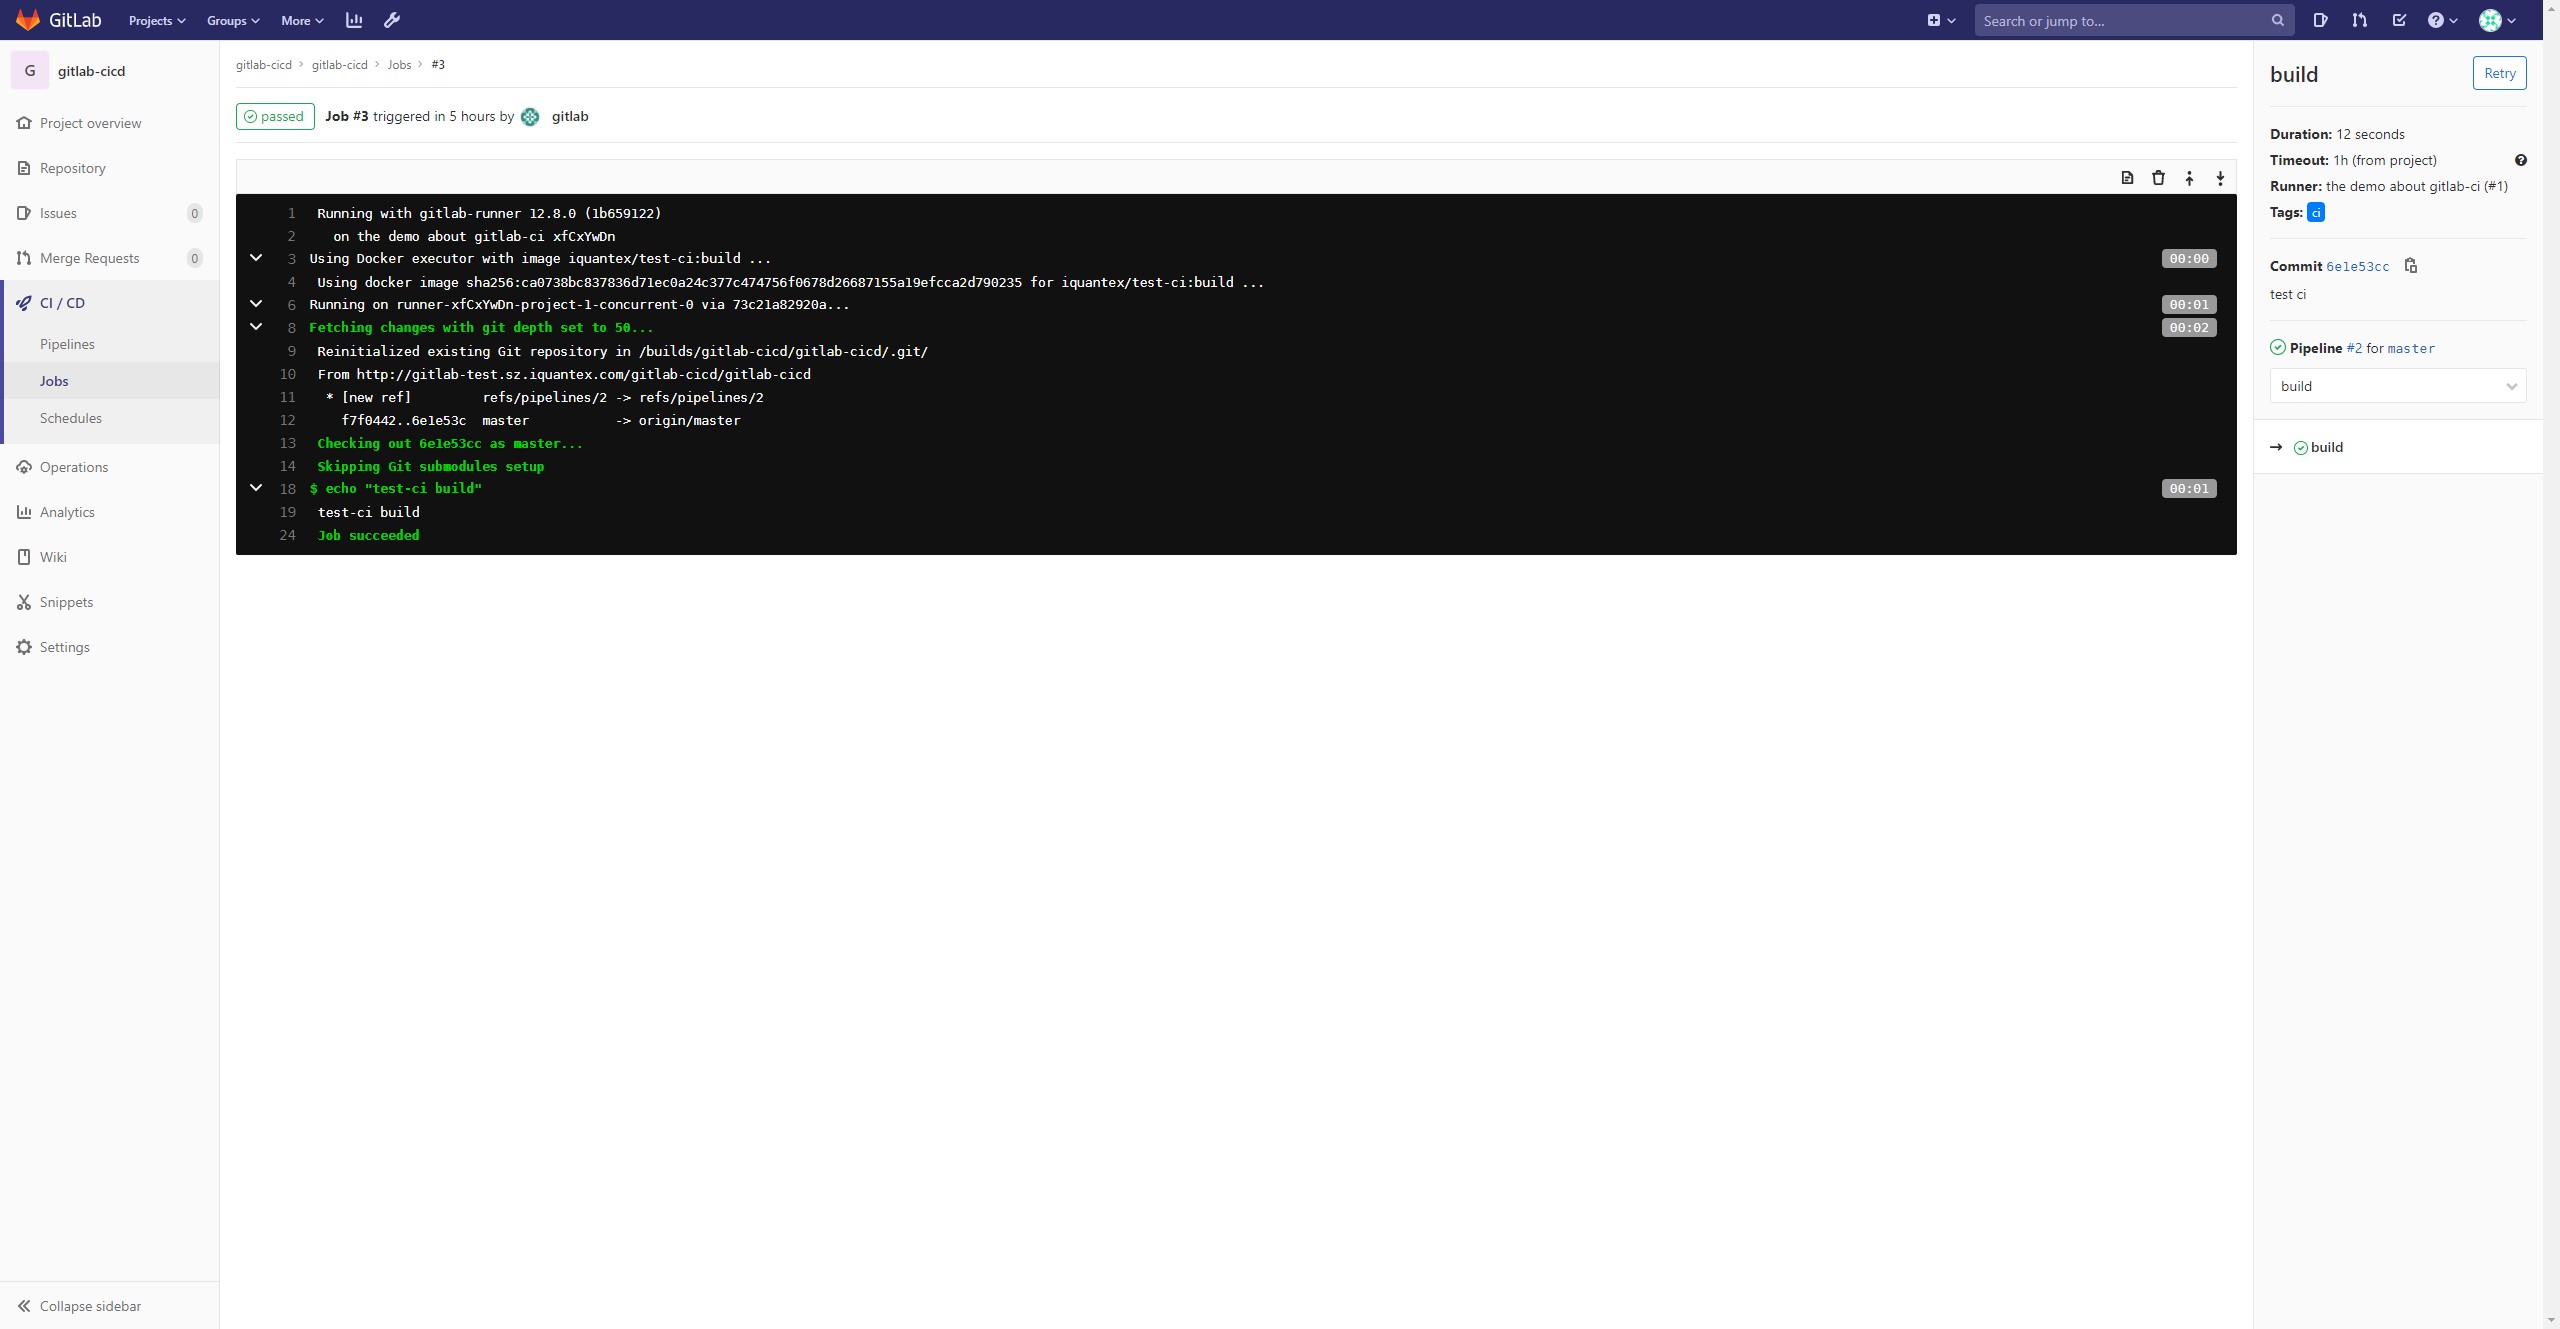 GitLab Projects Groups More Search or jump to...
G gitlab-cicd
Project overview
Repository
Issues 0
Merge Requests 0
CI / CD
Pipelines
Jobs
Schedules
Operations
Analytics
Wiki
Snippets
Settings
Collapse sidebar
gitlab-cicd > gitlab-cicd > Jobs > #3
passed Job #3 triggered in 5 hours by gitlab
1 Running with gitlab-runner 12.8.0 (1b659122)
2 on the demo about gitlab-ci xfCxYwDn
3 Using Docker executor with image iquantex/test-ci:build ... 00:00
4 Using docker image sha256:ca0738bc837836d71ec0a24c377c474756f0678d26687155a19efcca2d790235 for iquantex/test-ci:build ...
6 Running on runner-xfCxYwDn-project-1-concurrent-0 via 73c21a82920a... 00:01
8 Fetching changes with git depth set to 50... 00:02
9 Reinitialized existing Git repository in /builds/gitlab-cicd/gitlab-cicd/.git/
10 From http://gitlab-test.sz.iquantex.com/gitlab-cicd/gitlab-cicd
11 * [new ref] refs/pipelines/2 -> refs/pipelines/2
12 f7f0442..6e1e53c master -> origin/master
13 Checking out 6e1e53cc as master...
14 Skipping Git submodules setup
18 $ echo "test-ci build" 00:01
19 test-ci build
24 Job succeeded
build Retry
Duration: 12 seconds
Timeout: 1h (from project)
Runner: the demo about gitlab-ci (#1)
Tags: ci
Commit 6e1e53cc
test ci
Pipeline #2 for master
build
→ build